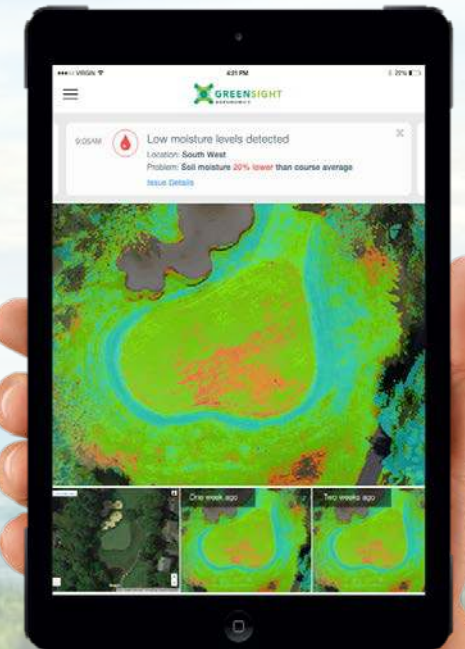 VIRGIN 4:21 PM
GREENSIGHT
AGRONOMICS
9:05AM Low moisture levels detected
Location: South West
Problem: Soil moisture 20% lower than course average
Issue Details
One week ago Two weeks ago